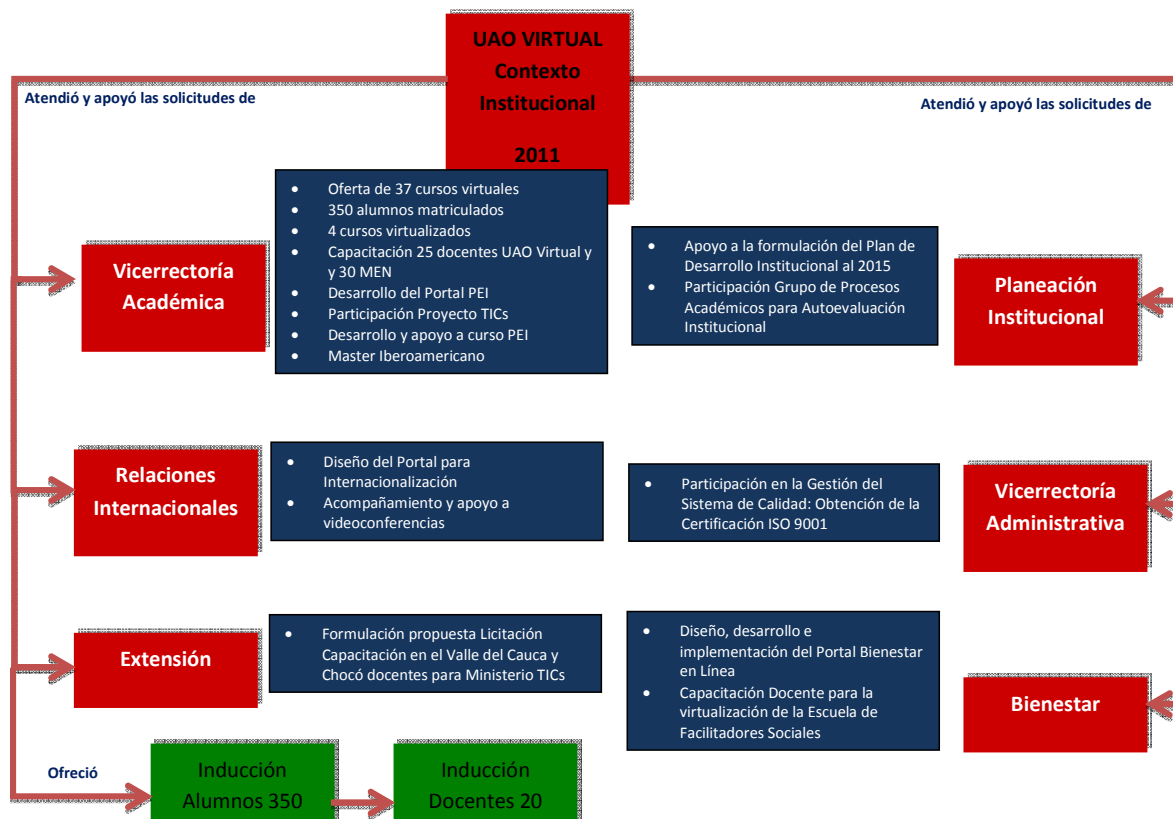 UAO VIRTUAL
Contexto
Institucional
2011
Atendió y apoyó las solicitudes de
Atendió y apoyó las solicitudes de
Vicerrectoría
Académica
• Oferta de 37 cursos virtuales
• 350 alumnos matriculados
• 4 cursos virtualizados
• Capacitación 25 docentes UAO Virtual y
y 30 MEN
• Desarrollo del Portal PEI
• Participación Proyecto TICs
• Desarrollo y apoyo a curso PEI
• Master Iberoamericano
• Apoyo a la formulación del Plan de
Desarrollo Institucional al 2015
• Participación Grupo de Procesos
Académicos para Autoevaluación
Institucional
Planeación
Institucional
Relaciones
Internacionales
• Diseño del Portal para
Internacionalización
• Acompañamiento y apoyo a
videoconferencias
• Participación en la Gestión del
Sistema de Calidad: Obtención de la
Certificación ISO 9001
Vicerrectoría
Administrativa
Extensión
• Formulación propuesta Licitación
Capacitación en el Valle del Cauca y
Chocó docentes para Ministerio TICs
• Diseño, desarrollo e
implementación del Portal Bienestar
en Línea
• Capacitación Docente para la
virtualización de la Escuela de
Facilitadores Sociales
Bienestar
Ofreció
Inducción
Alumnos 350
Inducción
Docentes 20